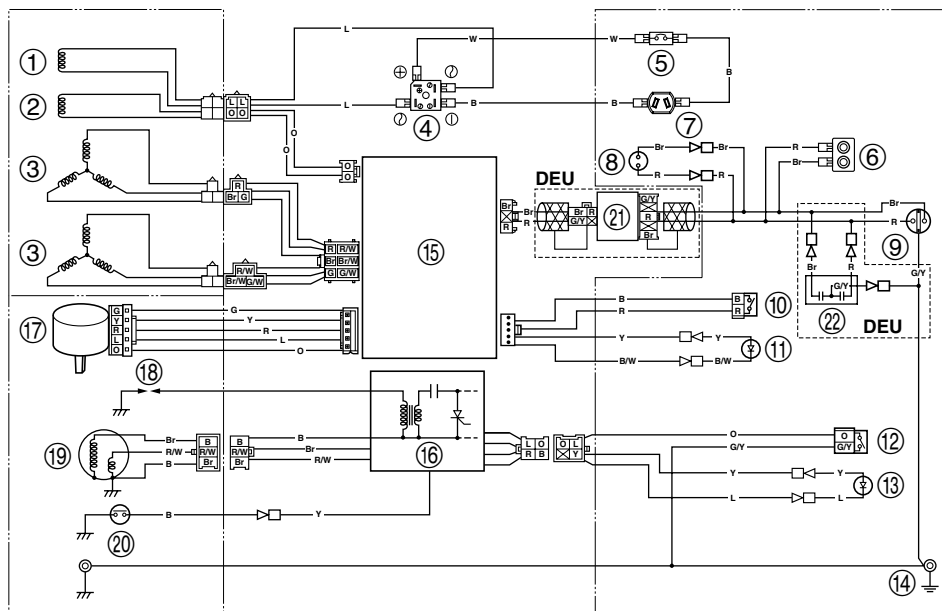 L
W W
①
⑤
B
②
L L
O O
L
B B
④
⑦
O
⑧ Br Br
R ⑥
Br
R R
DEU
③
R
Br G
O
O
Br G/Y
Br R
G/Y
㉑
R
Br
Br
R
Br
R
⑨
G/Y
③
R/W
Br/W G/W
R R/W
Br Br/W
G G/W
⑮
Br R
G/Y
㉒ DEU
B
R
B
R
⑩
⑰
G G
Y Y
R R
L L
O O
Y Y
B/W B/W
⑪
⑱
⑲
Br B B B
R/W R/W R/W Br
B Br Br R/W
⑯
L O
R B
O L
Y
O O
G/Y G/Y
⑫
Y Y
L L
⑬
B Y
⑳
⑭